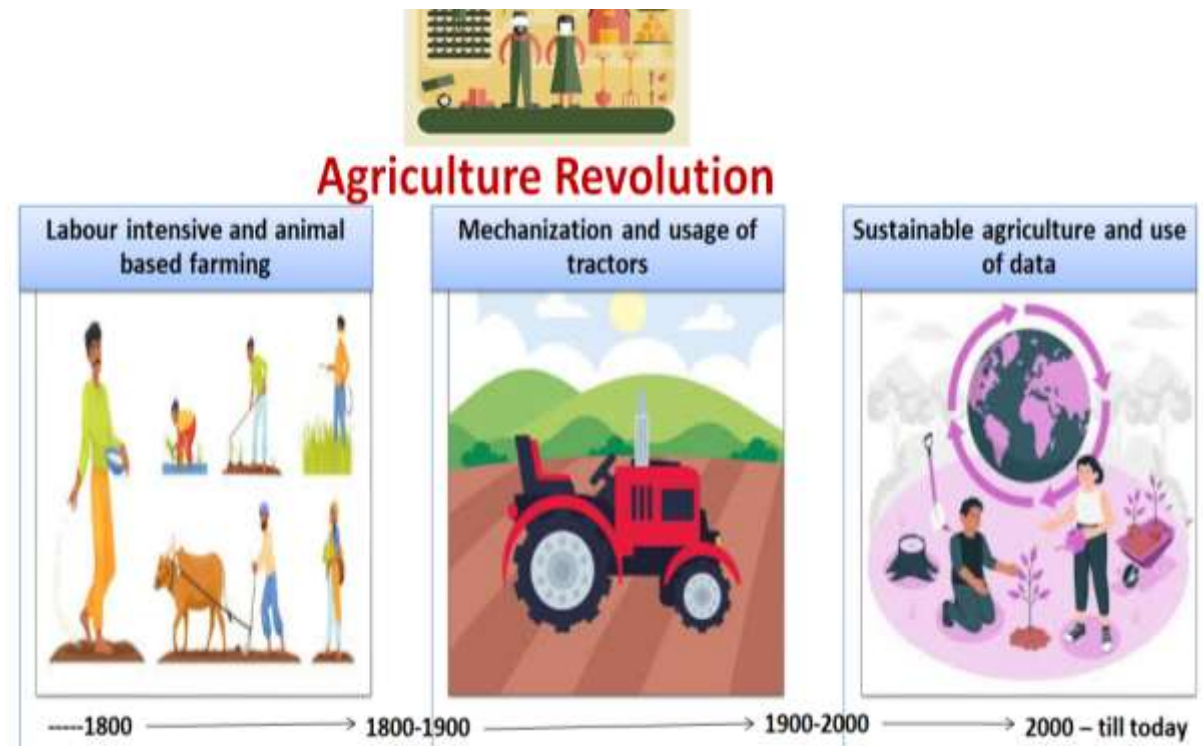 Agriculture Revolution
Labour intensive and animal
based farming
Mechanization and usage of
tractors
Sustainable agriculture and use
of data
-----1800
1800-1900
1900-2000
2000 – till today